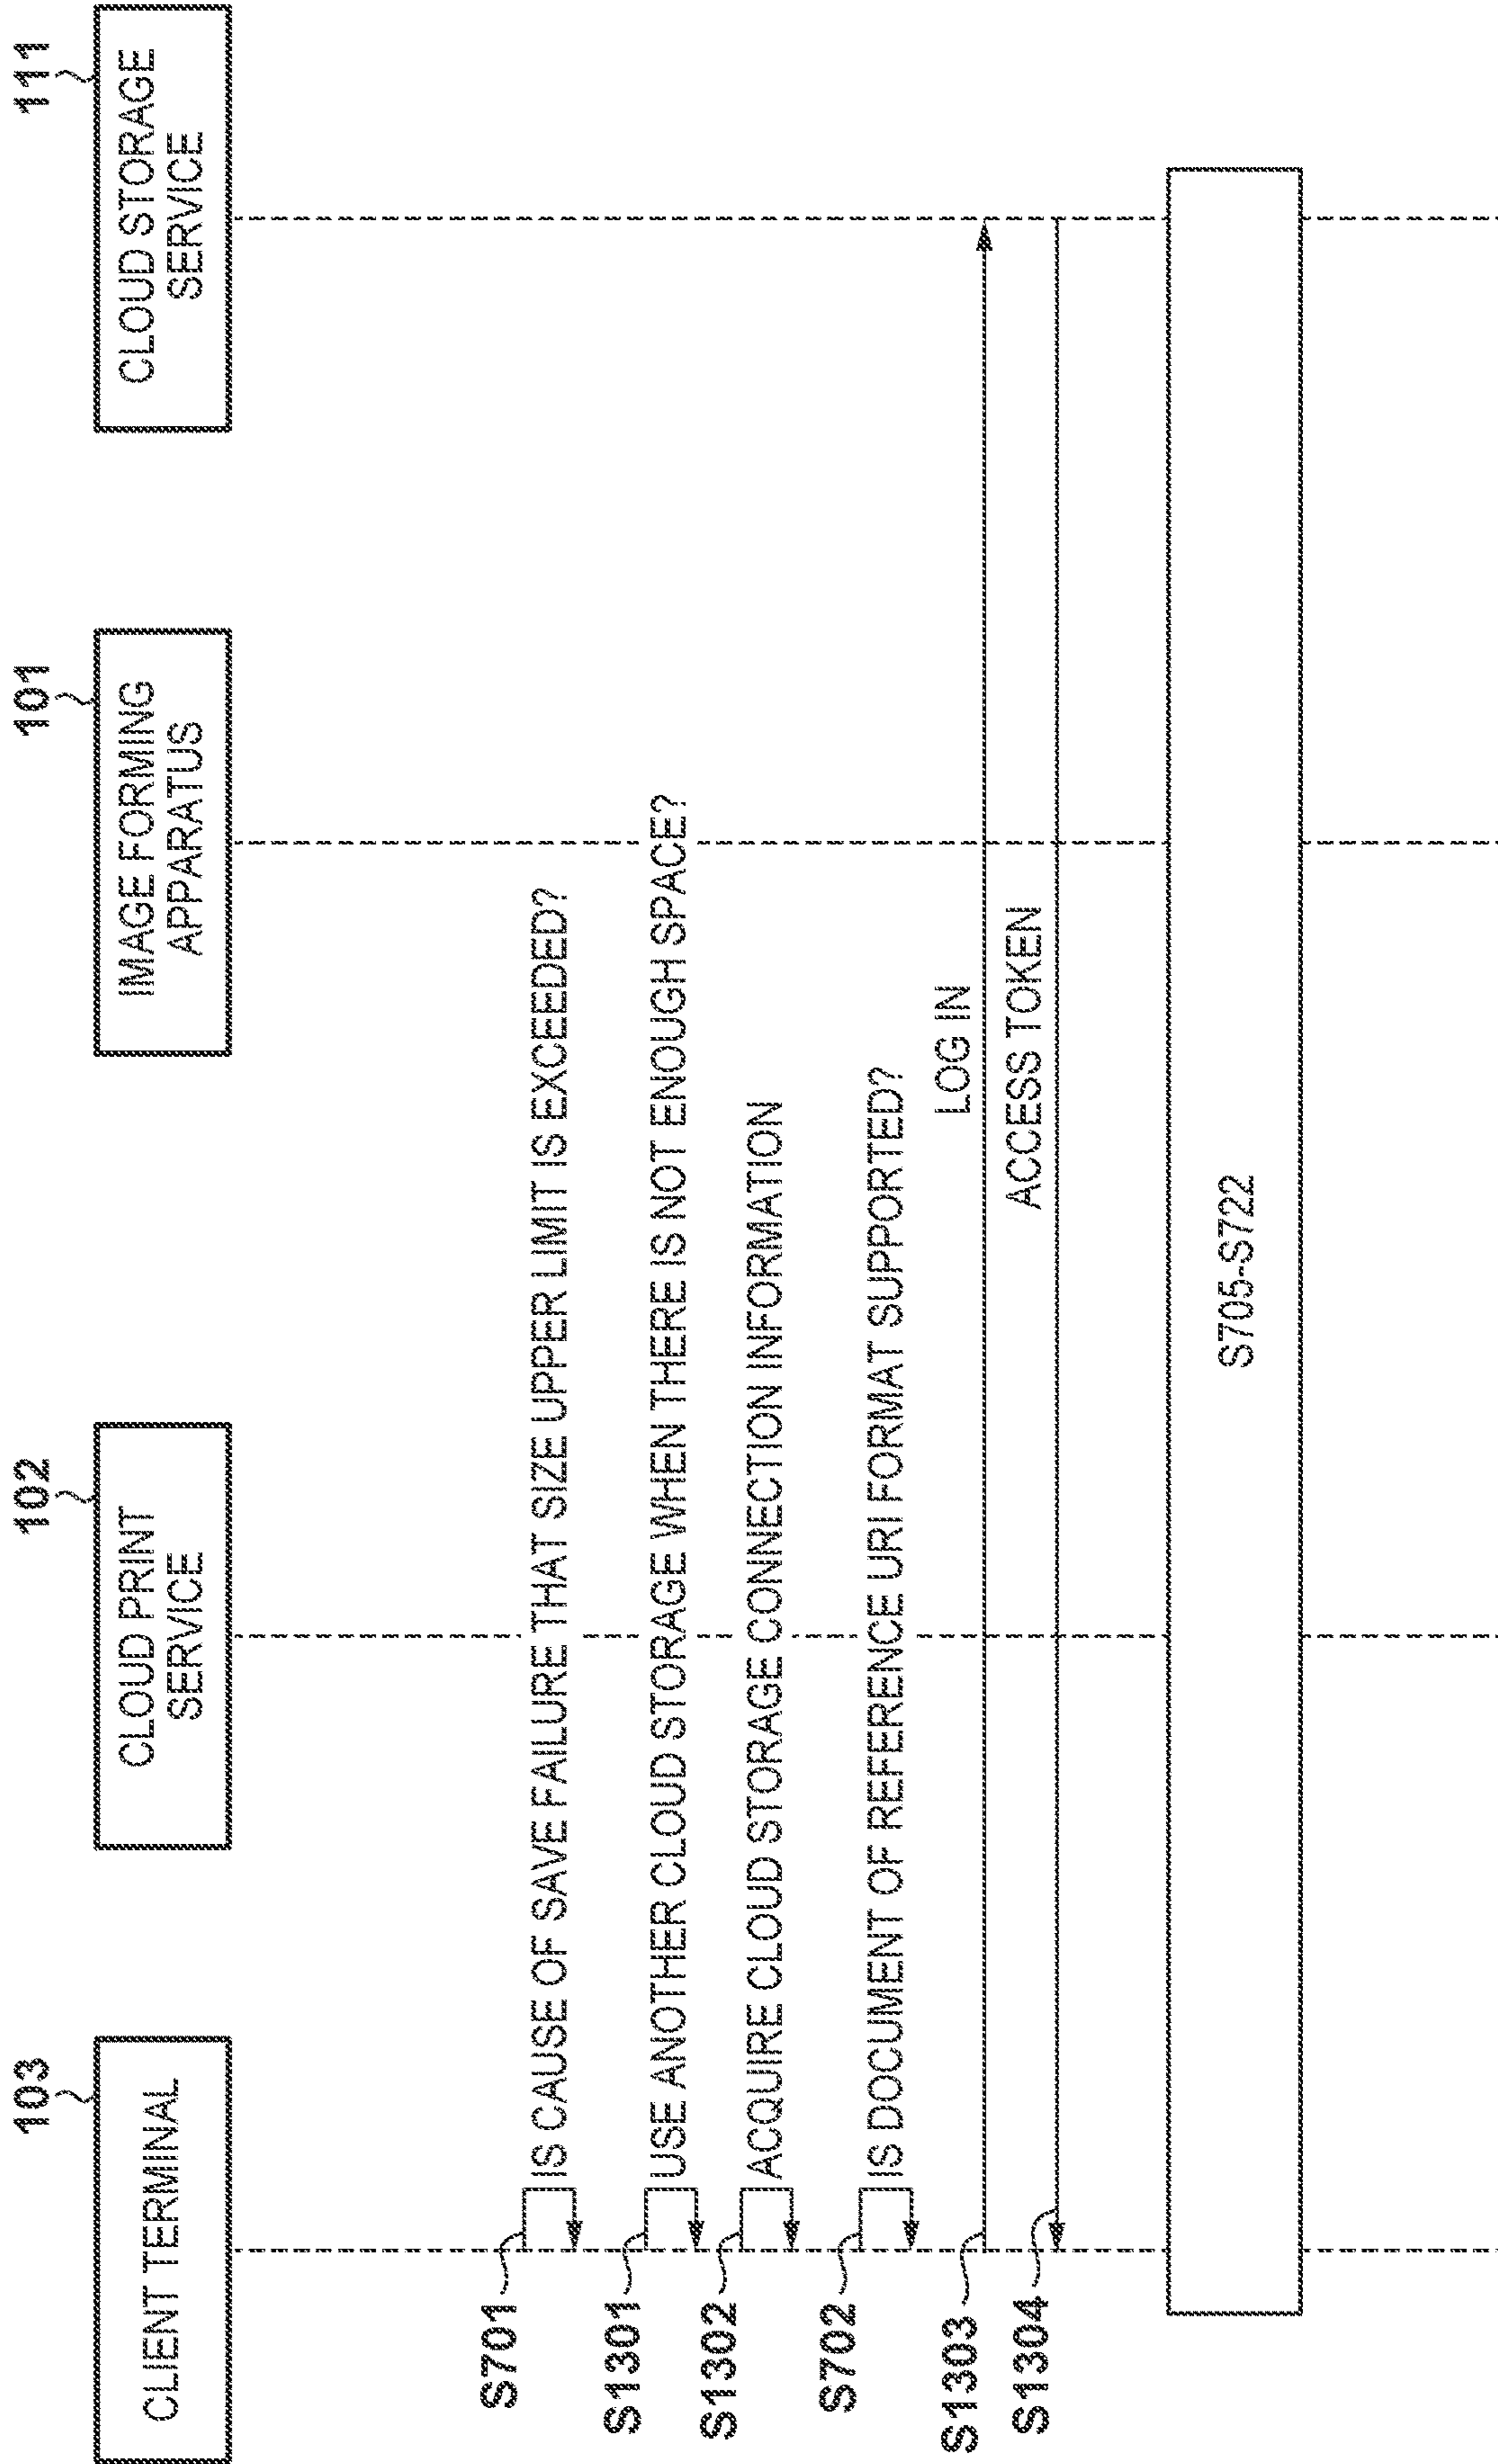 103
CLIENT TERMINAL
102
CLOUD PRINT
SERVICE
101
IMAGE FORMING
APPARATUS
111
CLOUD STORAGE
SERVICE
S701
IS CAUSE OF SAVE FAILURE THAT SIZE UPPER LIMIT IS EXCEEDED?
S1301
USE ANOTHER CLOUD STORAGE WHEN THERE IS NOT ENOUGH SPACE?
S1302
ACQUIRE CLOUD STORAGE CONNECTION INFORMATION
S702
IS DOCUMENT OF REFERENCE URI FORMAT SUPPORTED?
S1303
LOG IN
S1304
ACCESS TOKEN
S705-S722